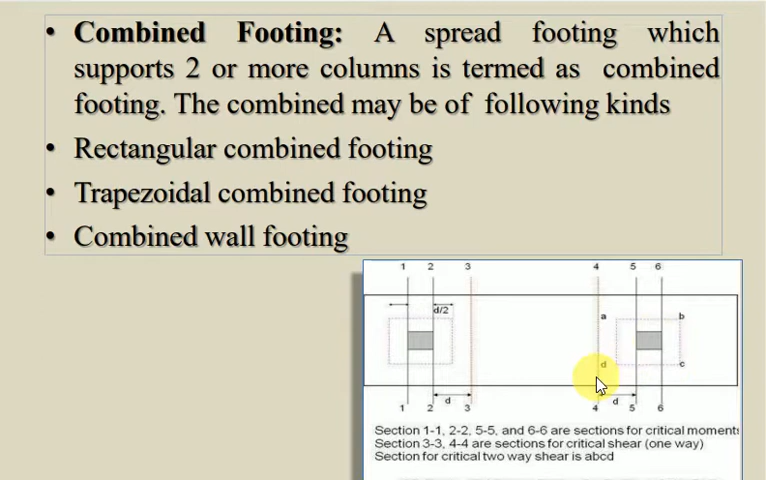 • Combined Footing: A spread footing which
supports 2 or more columns is termed as combined
footing. The combined may be of following kinds
• Rectangular combined footing
• Trapezoidal combined footing
• Combined wall footing
1 2 3 4 5 6
d/2
a b
d c
d d
1 2 3 4 5 6
Section 1-1, 2-2, 5-5, and 6-6 are sections for critical moments
Section 3-3, 4-4 are sections for critical shear (one way)
Section for critical two way shear is abcd